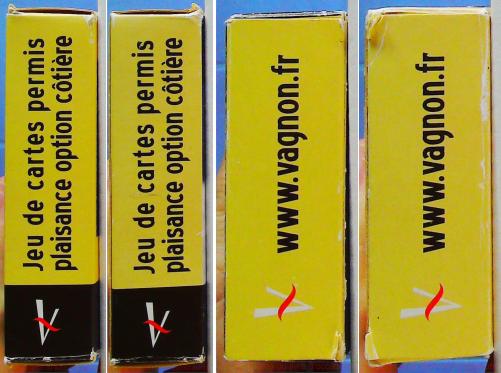 Jeu de cartes permis
plaisance option côtière
Jeu de cartes permis
plaisance option côtière
www.vagnon.fr
www.vagnon.fr